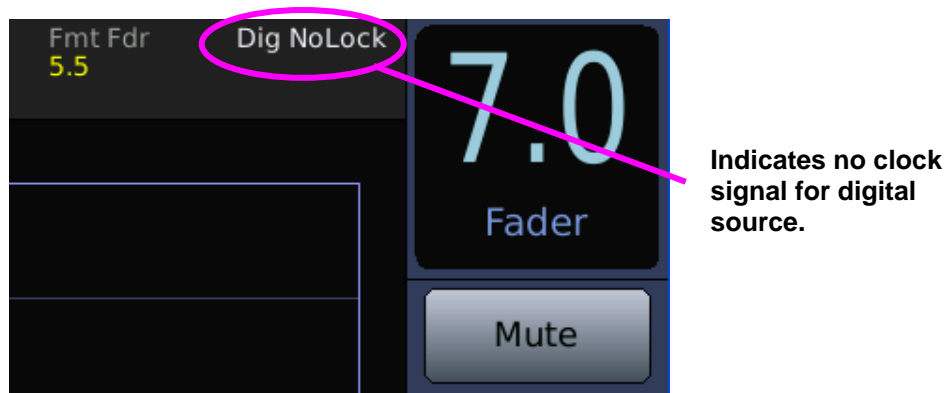 Fmt Fdr
5.5
Dig NoLock
7.0
Fader
Mute
Indicates no clock
signal for digital
source.